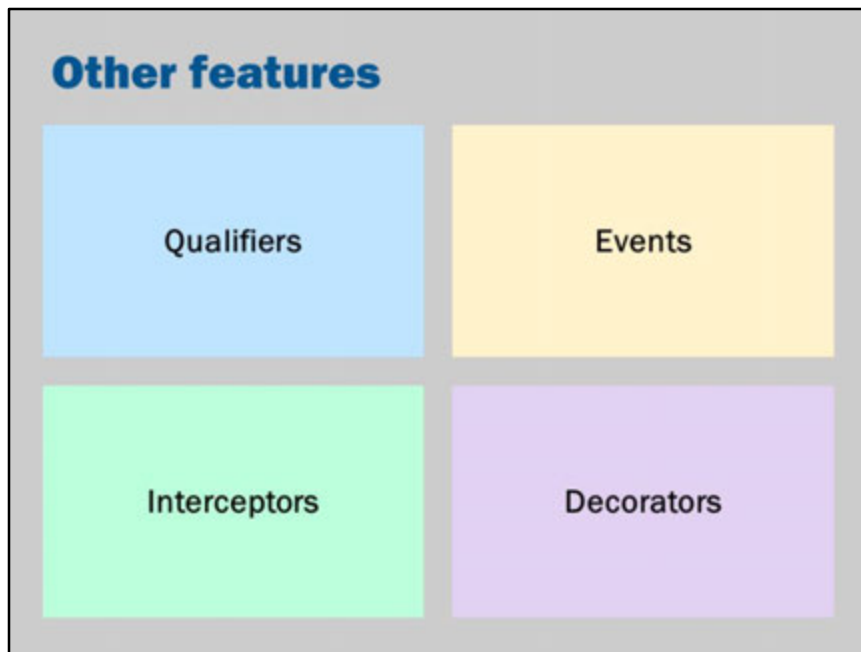 Other features
Qualifiers
Events
Interceptors
Decorators